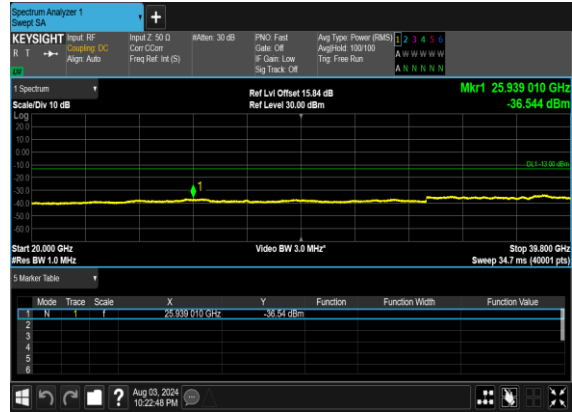 Spectrum Analyzer 1
Swept SA
+
KEYSIGHT Input: RF Input Z: 50 Ω #Atten: 30 dB PNO: Fast Avg Type: Power (RMS) 1 2 3 4 5 6
R T Coupling: DC Corr CCorr Gate: Off Avg|Hold: 100/100 A W W W W W
Align: Auto Freq Ref: Int (S) IF Gain: Low Trig: Free Run
Sig Track: Off A N N N N N
1 Spectrum
Ref Lvl Offset 15.84 dB Mkr1 25.939 010 GHz
Scale/Div 10 dB Ref Level 30.00 dBm -36.544 dBm
Log
20.0
10.0
0.00
-10.0
DL1 -13.00 dBm
-20.0
-30.0
1
-40.0
-50.0
-60.0
Start 20.000 GHz Video BW 3.0 MHz* Stop 39.800 GHz
#Res BW 1.0 MHz Sweep 34.7 ms (40001 pts)
5 Marker Table
Mode Trace Scale X Y Function Function Width Function Value
1 N 1 f 25.939 010 GHz -36.54 dBm
2
3
4
5
6
? Aug 03, 2024
10:22:48 PM